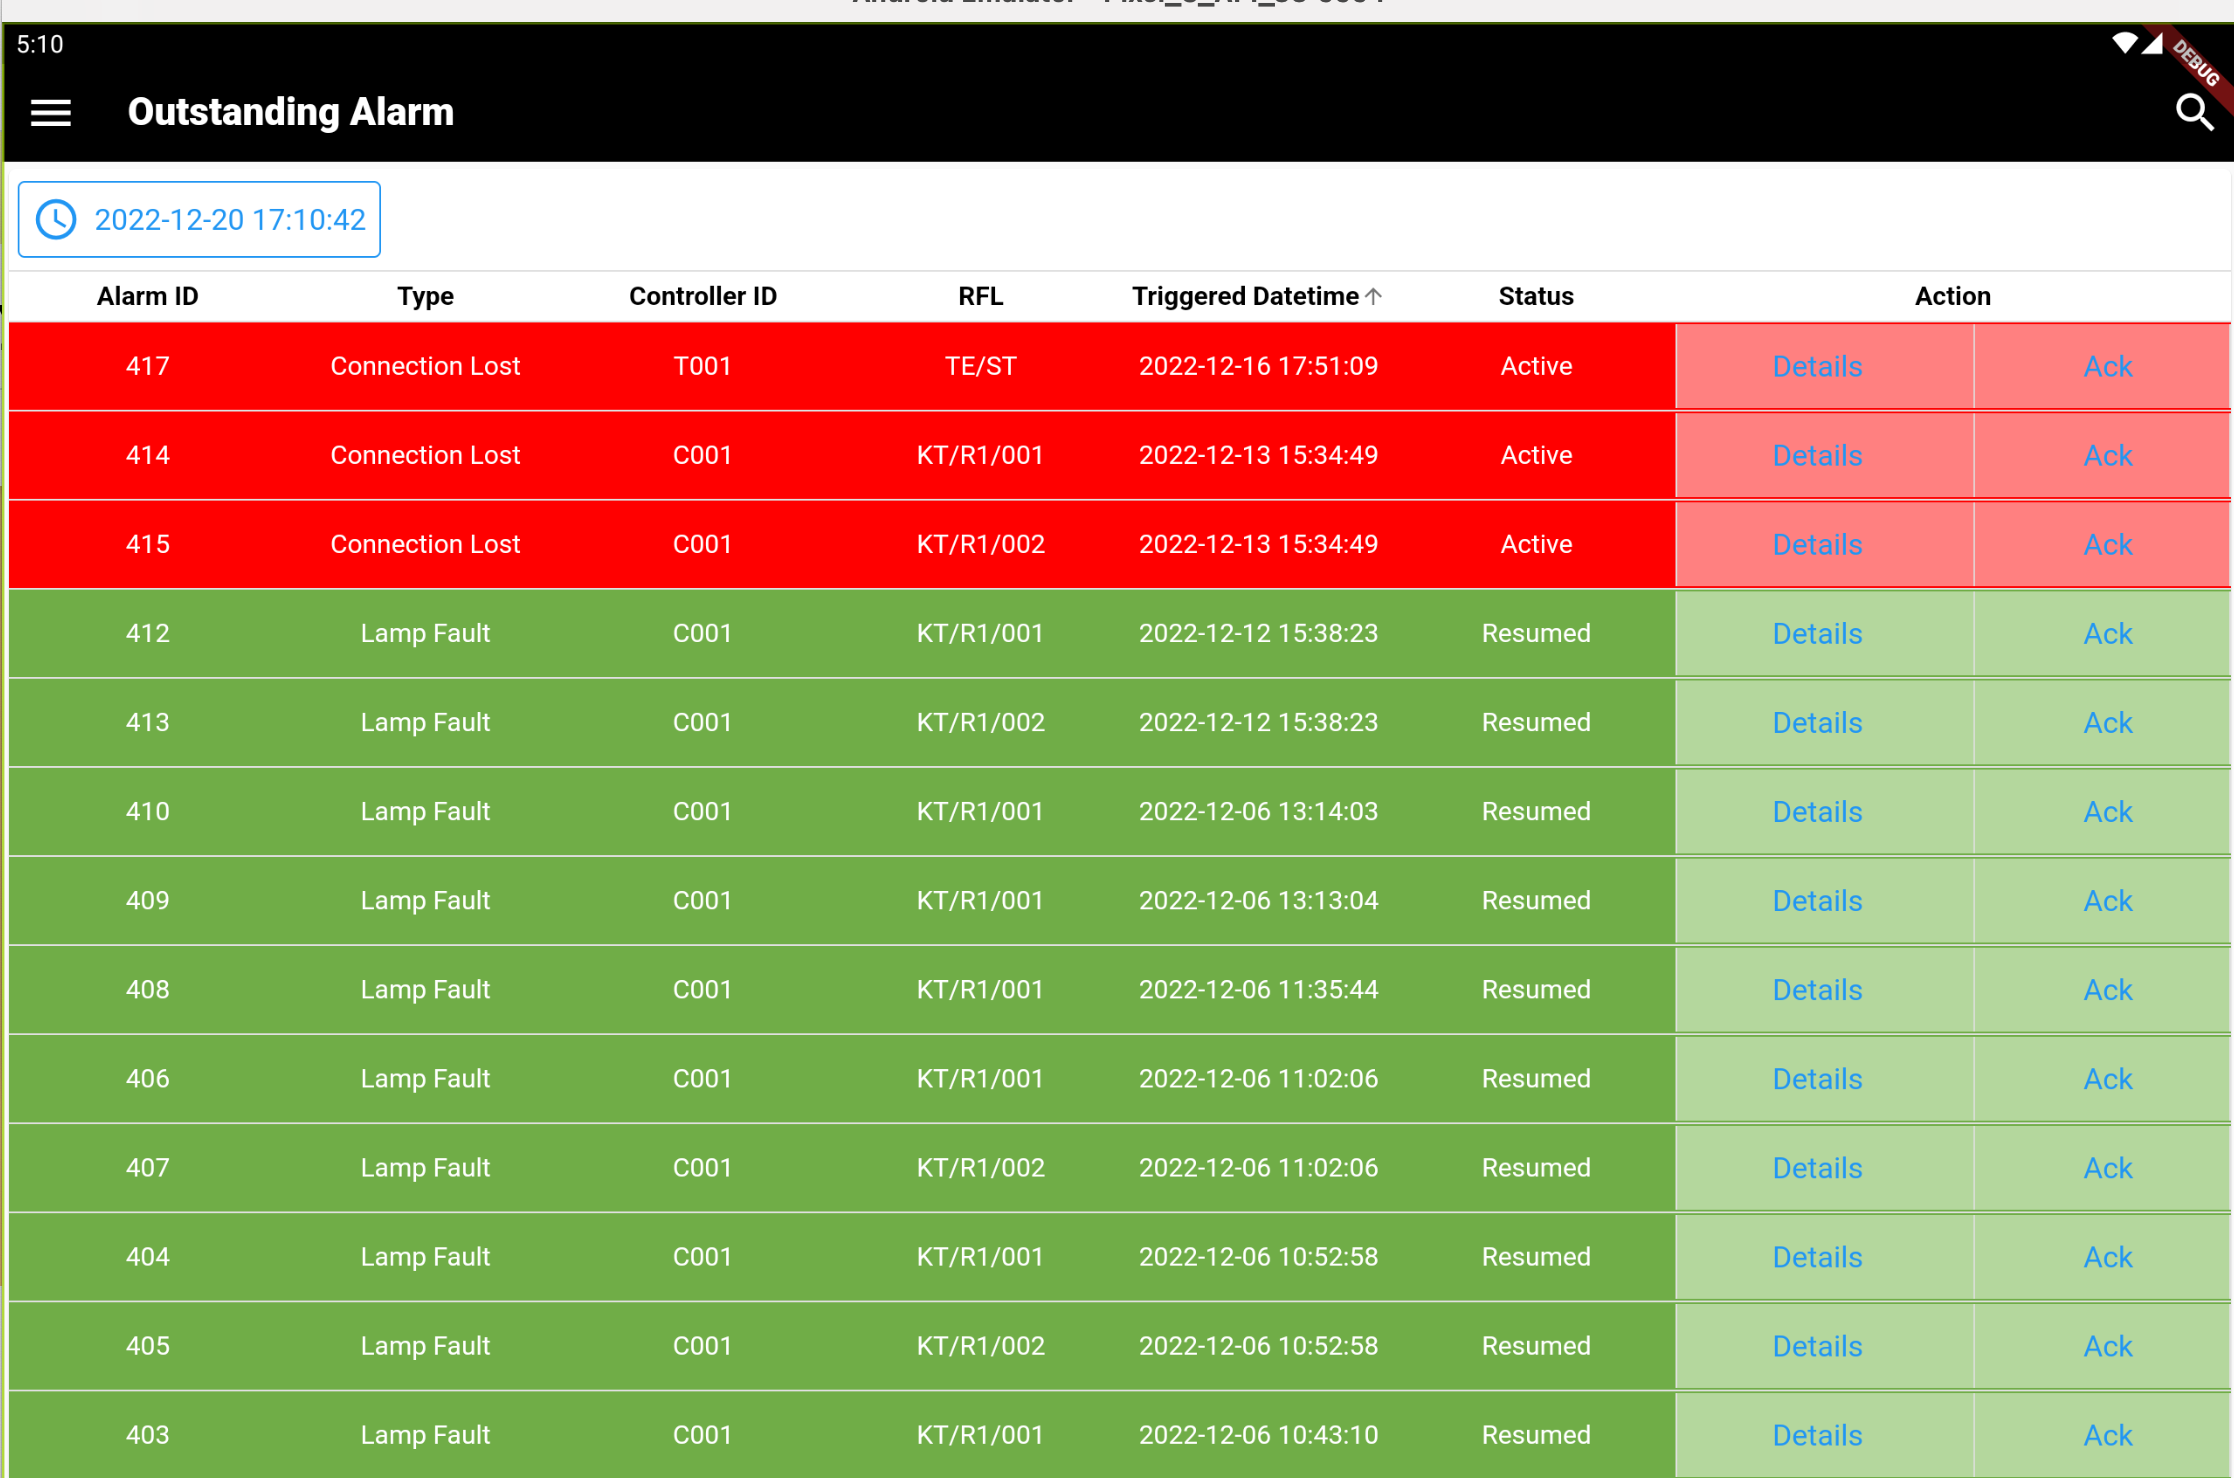 5:10
DEBUG
Outstanding Alarm
2022-12-20 17:10:42
Alarm ID Type Controller ID RFL Triggered Datetime Status Action
417 Connection Lost T001 TE/ST 2022-12-16 17:51:09 Active Details Ack
414 Connection Lost C001 KT/R1/001 2022-12-13 15:34:49 Active Details Ack
415 Connection Lost C001 KT/R1/002 2022-12-13 15:34:49 Active Details Ack
412 Lamp Fault C001 KT/R1/001 2022-12-12 15:38:23 Resumed Details Ack
413 Lamp Fault C001 KT/R1/002 2022-12-12 15:38:23 Resumed Details Ack
410 Lamp Fault C001 KT/R1/001 2022-12-06 13:14:03 Resumed Details Ack
409 Lamp Fault C001 KT/R1/001 2022-12-06 13:13:04 Resumed Details Ack
408 Lamp Fault C001 KT/R1/001 2022-12-06 11:35:44 Resumed Details Ack
406 Lamp Fault C001 KT/R1/001 2022-12-06 11:02:06 Resumed Details Ack
407 Lamp Fault C001 KT/R1/002 2022-12-06 11:02:06 Resumed Details Ack
404 Lamp Fault C001 KT/R1/001 2022-12-06 10:52:58 Resumed Details Ack
405 Lamp Fault C001 KT/R1/002 2022-12-06 10:52:58 Resumed Details Ack
403 Lamp Fault C001 KT/R1/001 2022-12-06 10:43:10 Resumed Details Ack